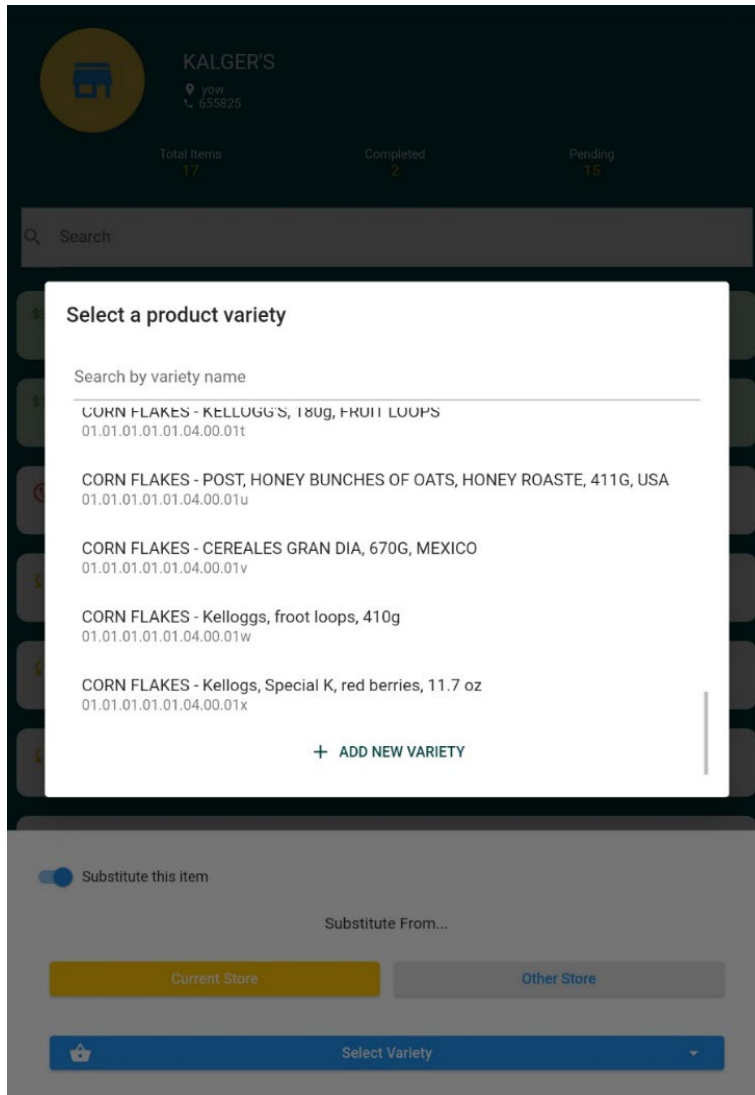 KALGER'S
yow
655825
Total Items
Completed
Pending
17
2
15
Search
Select a product variety
Search by variety name
CORN FLAKES - KELLOGG'S, 180g, FRUIT LOOPS
01.01.01.01.01.04.00.01t
CORN FLAKES - POST, HONEY BUNCHES OF OATS, HONEY ROASTE, 411G, USA
01.01.01.01.01.04.00.01u
CORN FLAKES - CEREALES GRAN DIA, 670G, MEXICO
01.01.01.01.01.04.00.01v
CORN FLAKES - Kelloggs, froot loops, 410g
01.01.01.01.01.04.00.01w
CORN FLAKES - Kellogs, Special K, red berries, 11.7 oz
01.01.01.01.01.04.00.01x
+ ADD NEW VARIETY
Substitute this item
Substitute From...
Current Store
Other Store
Select Variety